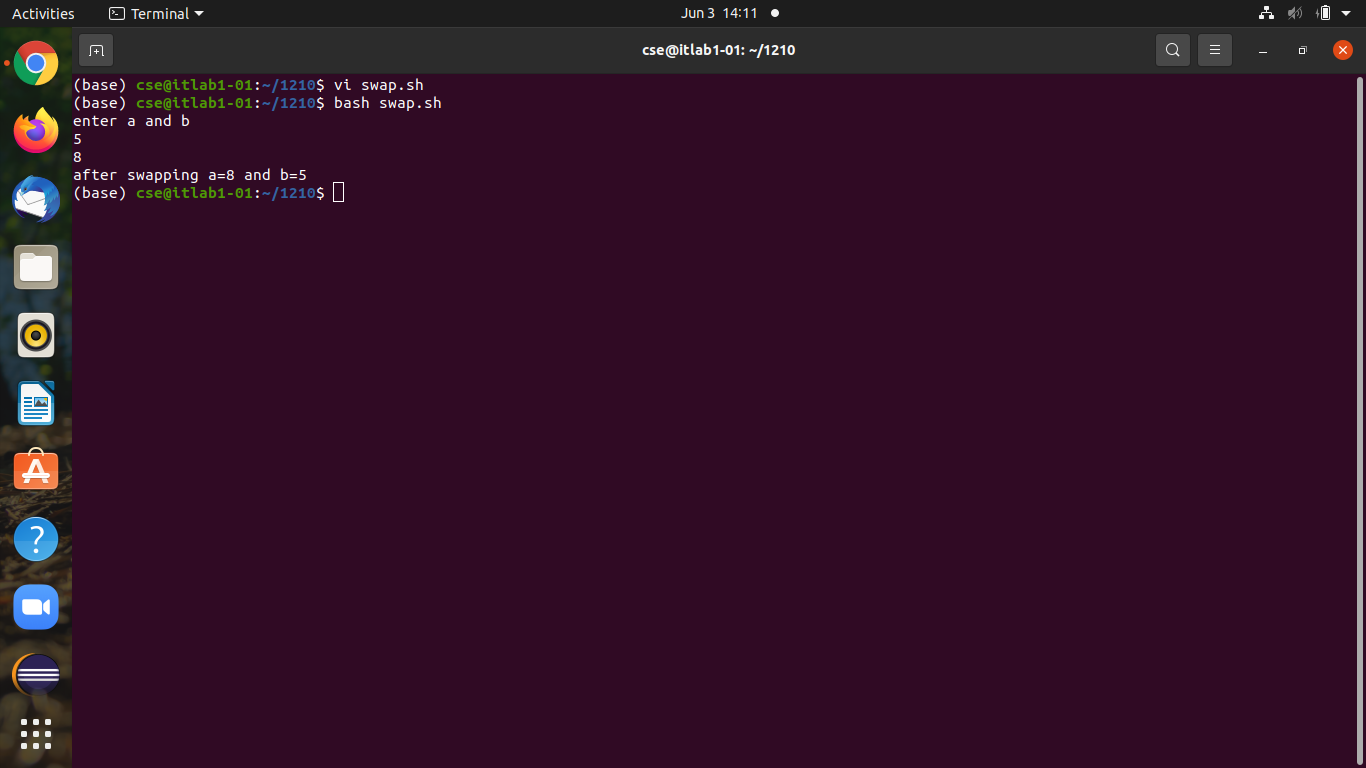 Activities
Terminal
Jun 3 14:11
cse@itlab1-01: ~/1210
(base) cse@itlab1-01:~/1210$ vi swap.sh
(base) cse@itlab1-01:~/1210$ bash swap.sh
enter a and b
5
8
after swapping a=8 and b=5
(base) cse@itlab1-01:~/1210$